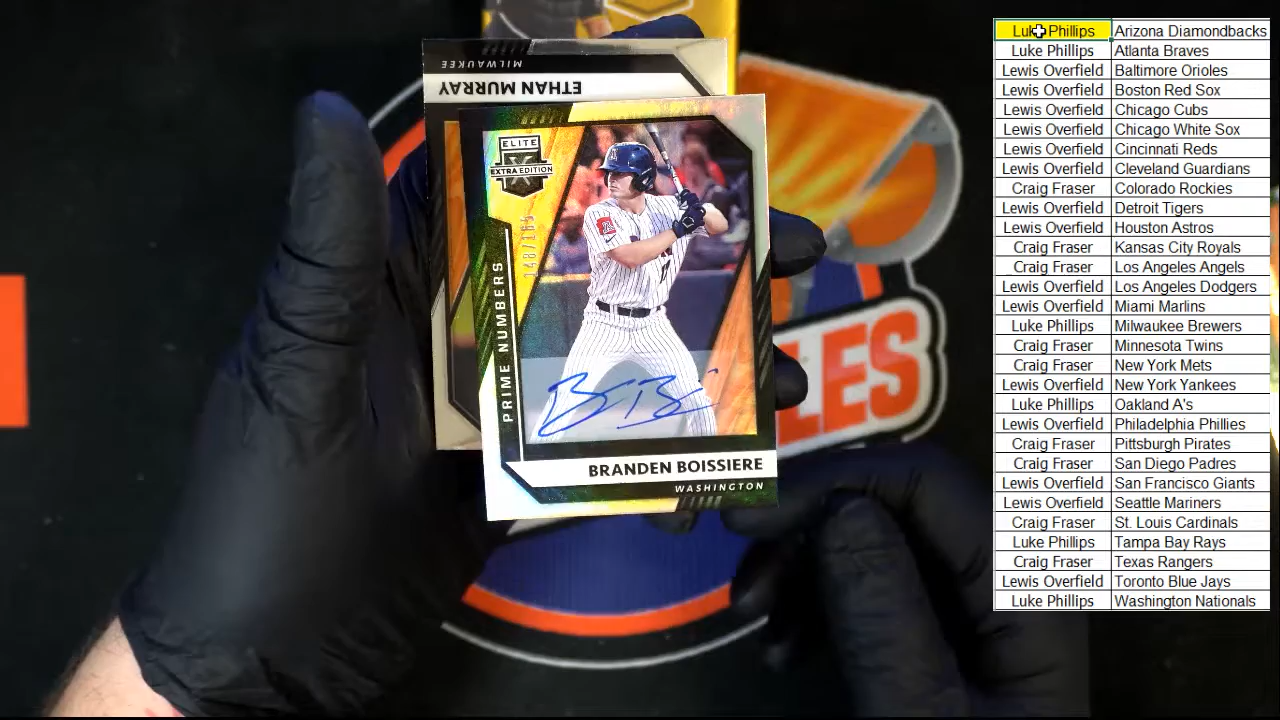 MILWAUKEE
ETHAN MURRAY
ELITE
EXTRA EDITION
148/165
PRIME NUMBERS
BRANDEN BOISSIERE
WASHINGTON
LES
Luke Phillips Arizona Diamondbacks
Luke Phillips Atlanta Braves
Lewis Overfield Baltimore Orioles
Lewis Overfield Boston Red Sox
Lewis Overfield Chicago Cubs
Lewis Overfield Chicago White Sox
Lewis Overfield Cincinnati Reds
Lewis Overfield Cleveland Guardians
Craig Fraser Colorado Rockies
Lewis Overfield Detroit Tigers
Lewis Overfield Houston Astros
Craig Fraser Kansas City Royals
Craig Fraser Los Angeles Angels
Lewis Overfield Los Angeles Dodgers
Lewis Overfield Miami Marlins
Luke Phillips Milwaukee Brewers
Craig Fraser Minnesota Twins
Craig Fraser New York Mets
Lewis Overfield New York Yankees
Luke Phillips Oakland A's
Lewis Overfield Philadelphia Phillies
Craig Fraser Pittsburgh Pirates
Craig Fraser San Diego Padres
Lewis Overfield San Francisco Giants
Lewis Overfield Seattle Mariners
Craig Fraser St. Louis Cardinals
Luke Phillips Tampa Bay Rays
Craig Fraser Texas Rangers
Lewis Overfield Toronto Blue Jays
Luke Phillips Washington Nationals